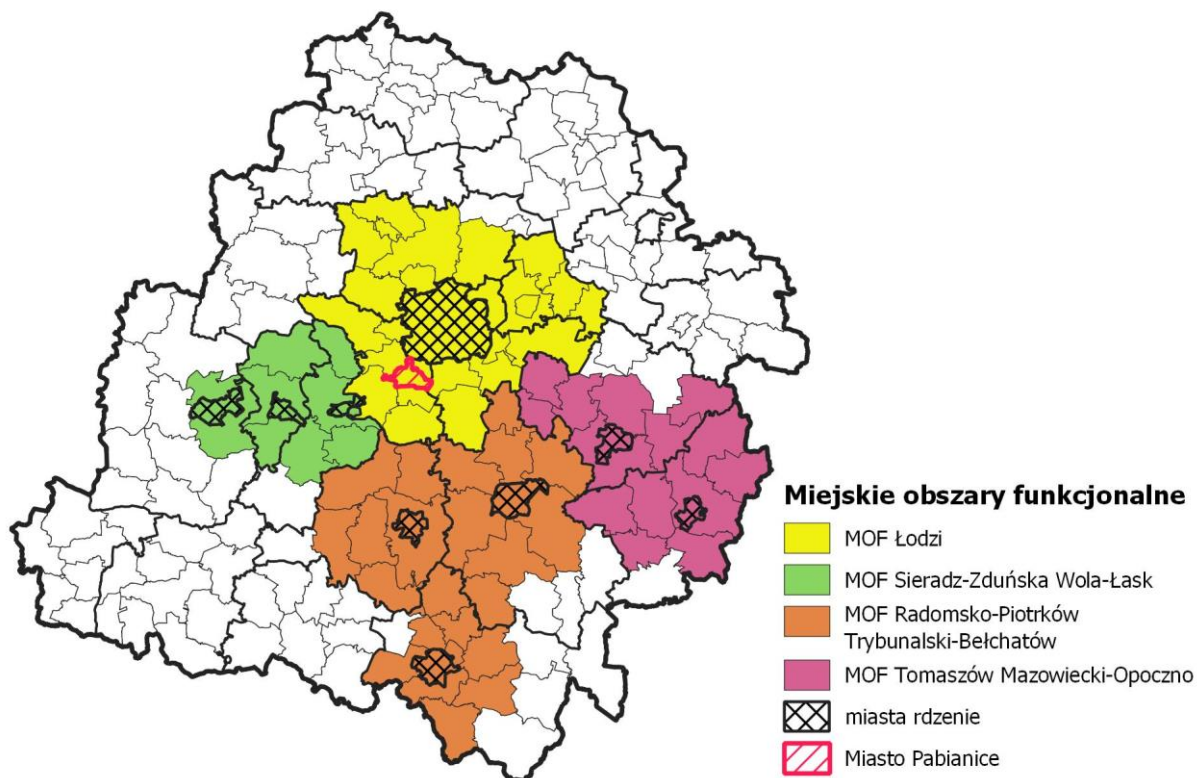 Miejskie obszary funkcjonalne
MOF Łodzi
MOF Sieradz-Zduńska Wola-Łask
MOF Radomsko-Piotrków
Trybunalski-Bełchatów
MOF Tomaszów Mazowiecki-Opoczno
miasta rdzenie
Miasto Pabianice